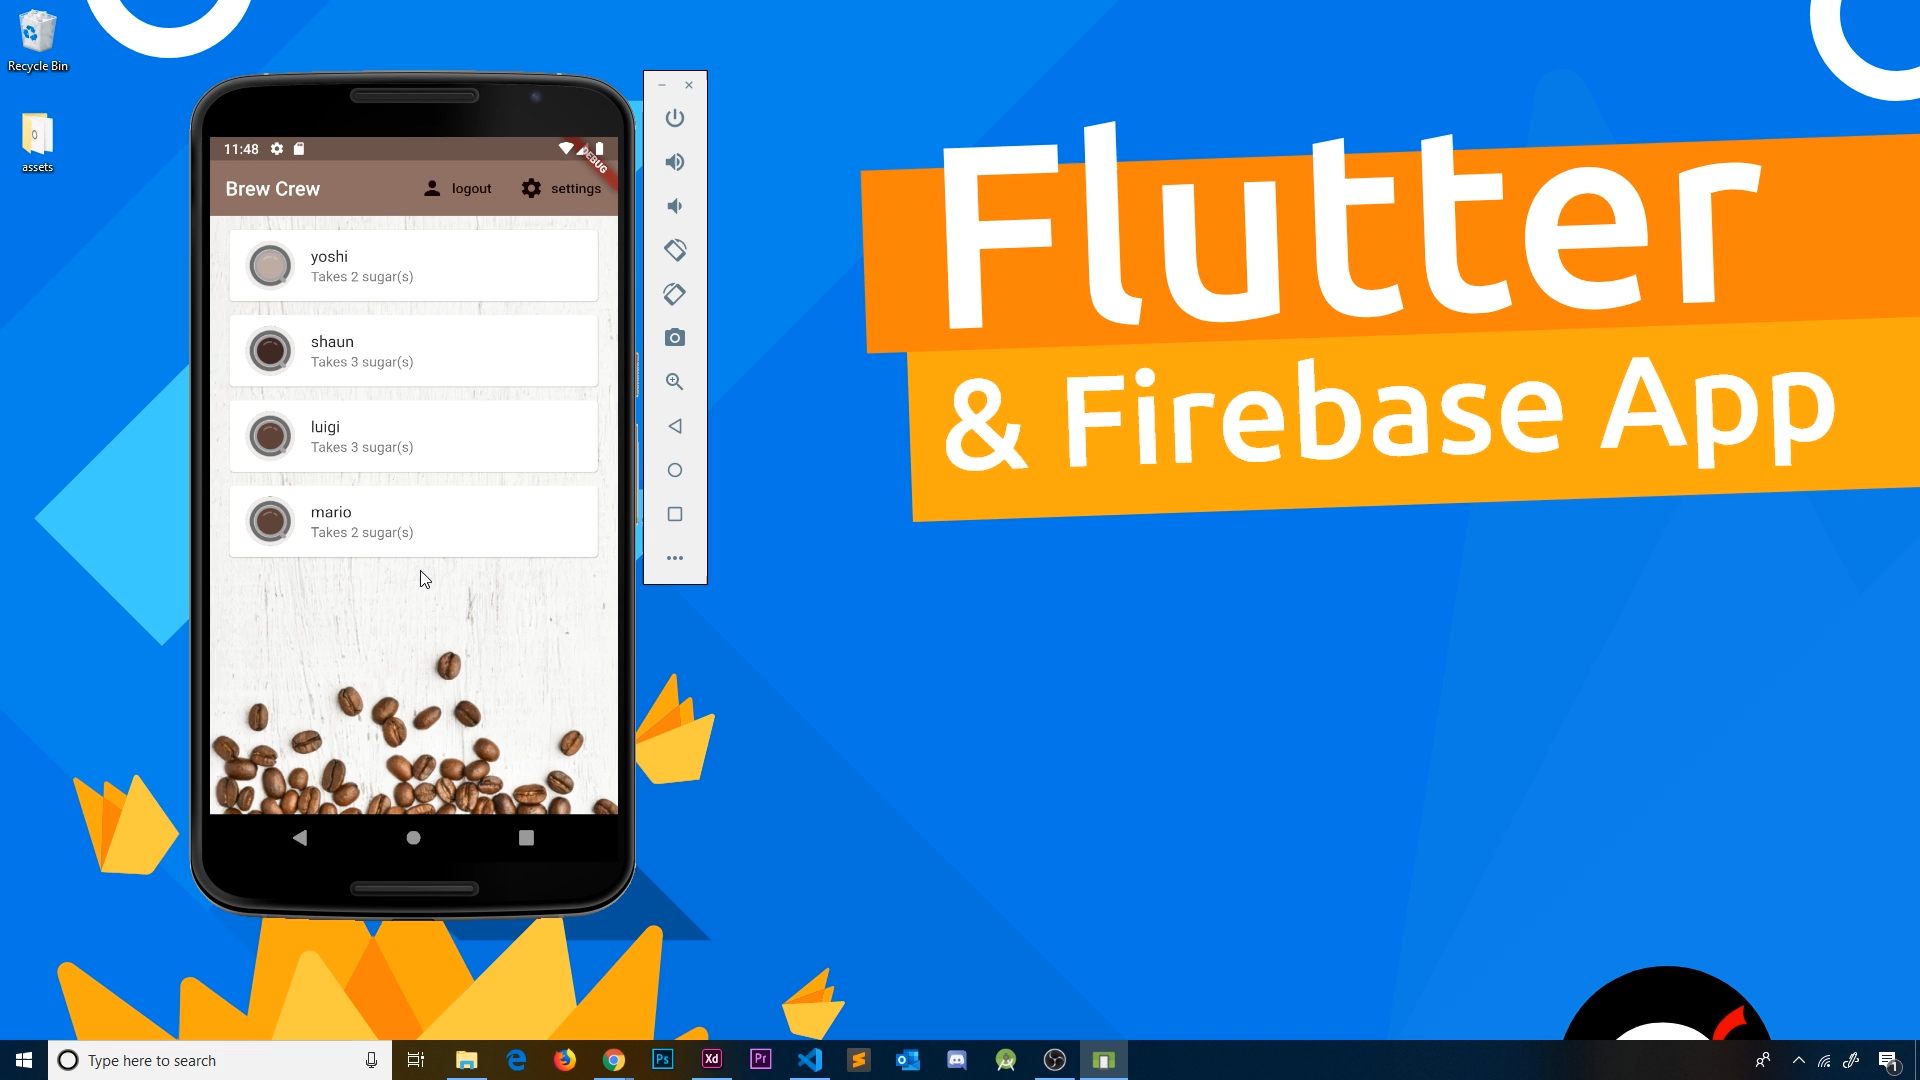 Recycle Bin
assets
11:48
DEBUG
Brew Crew
logout
settings
yoshi
Takes 2 sugar(s)
shaun
Takes 3 sugar(s)
luigi
Takes 3 sugar(s)
mario
Takes 2 sugar(s)
Flutter
& Firebase App
Type here to search
Ps
Xd
Pr
1